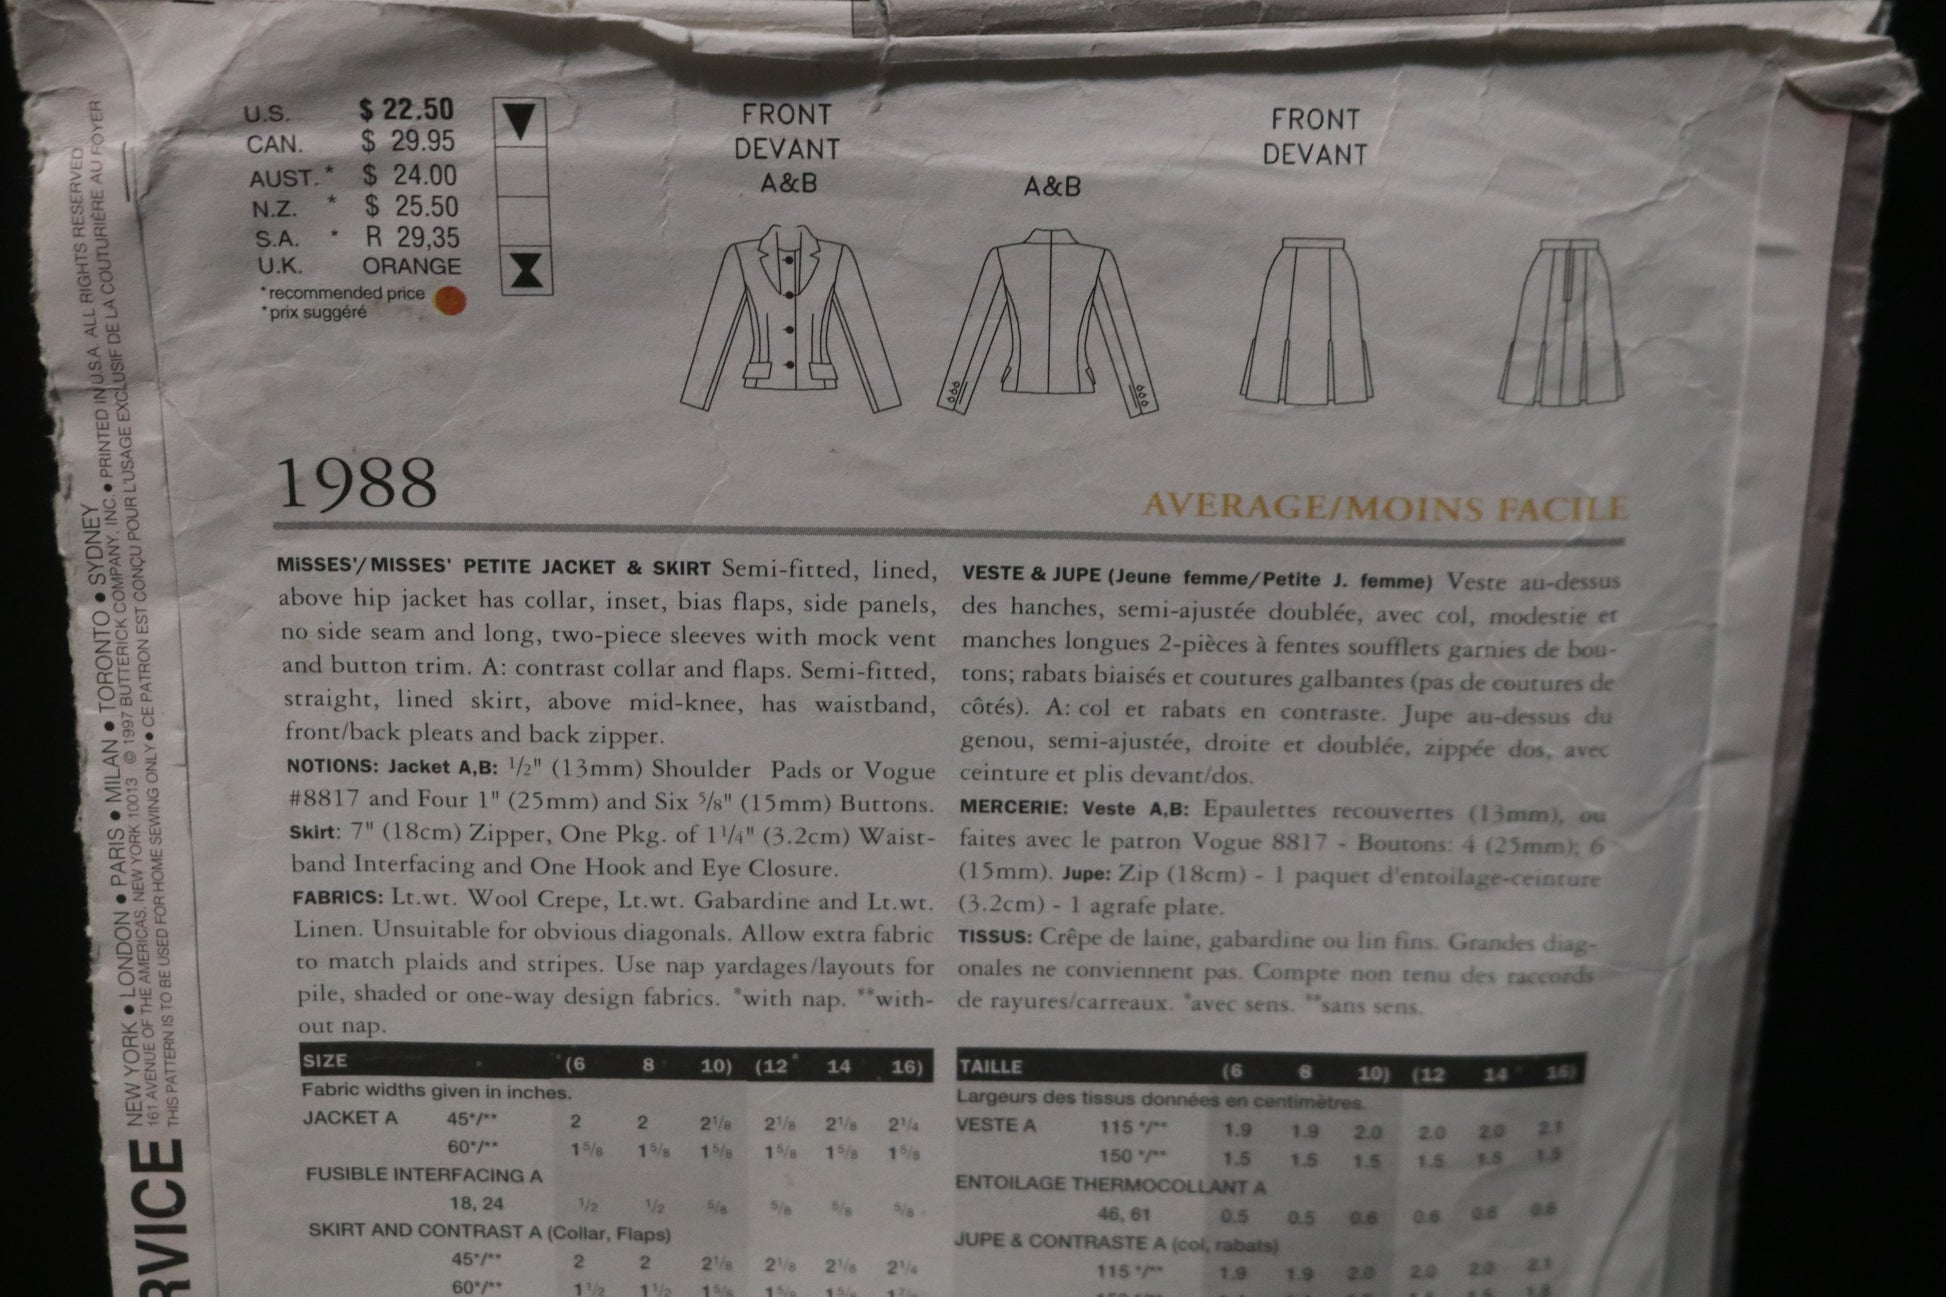 U.S. $ 22.50
CAN. $ 29.95
AUST.* $ 24.00
N.Z. * $ 25.50
S.A. * R 29,35
U.K. ORANGE
*recommended price
*prix suggéré
FRONT
DEVANT
A&B
A&B
FRONT
DEVANT
1988
AVERAGE/MOINS FACILE
MISSES'/MISSES' PETITE JACKET & SKIRT Semi-fitted, lined,
above hip jacket has collar, inset, bias flaps, side panels,
no side seam and long, two-piece sleeves with mock vent
and button trim. A: contrast collar and flaps. Semi-fitted,
straight, lined skirt, above mid-knee, has waistband,
front/back pleats and back zipper.
NOTIONS: Jacket A,B: 1/2" (13mm) Shoulder Pads or Vogue
#8817 and Four 1" (25mm) and Six 5/8" (15mm) Buttons.
Skirt: 7" (18cm) Zipper, One Pkg. of 1 1/4" (3.2cm) Waist-
band Interfacing and One Hook and Eye Closure.
FABRICS: Lt.wt. Wool Crepe, Lt.wt. Gabardine and Lt.wt.
Linen. Unsuitable for obvious diagonals. Allow extra fabric
to match plaids and stripes. Use nap yardages/layouts for
pile, shaded or one-way design fabrics. *with nap. **with-
out nap.
VESTE & JUPE (Jeune femme/Petite J. femme) Veste au-dessus
des hanches, semi-ajustée doublée, avec col, modestie et
manches longues 2-pièces à fentes soufflets garnies de bou-
tons; rabats biaisés et coutures galbantes (pas de coutures de
côtés). A: col et rabats en contraste. Jupe au-dessus du
genou, semi-ajustée, droite et doublée, zippée dos, avec
ceinture et plis devant/dos.
MERCERIE: Veste A,B: Epaulettes recouvertes (13mm), ou
faites avec le patron Vogue 8817 - Boutons: 4 (25mm); 6
(15mm). Jupe: Zip (18cm) - 1 paquet d'entoilage-ceinture
(3.2cm) - 1 agrafe plate.
TISSUS: Crêpe de laine, gabardine ou lin fins. Grandes diag-
onales ne conviennent pas. Compte non tenu des raccords
de rayures/carreaux. *avec sens. **sans sens.
SIZE (6 8 10) (12 14 16)
Fabric widths given in inches.
JACKET A 45*/** 2 2 2 1/8 2 1/8 2 1/8 2 1/4
60*/** 1 5/8 1 5/8 1 5/8 1 5/8 1 5/8 1 5/8
FUSIBLE INTERFACING A
18, 24 1/2 1/2 5/8 5/8 5/8 5/8
SKIRT AND CONTRAST A (Collar, Flaps)
45*/** 2 2 2 1/8 2 1/8 2 1/8 2 1/4
60*/** 1 1/2 1 1/2 1 5/8 1 5/8 1 5/8
TAILLE (6 8 10) (12 14 16)
Largeurs des tissus données en centimètres.
VESTE A 115 */** 1.9 1.9 2.0 2.0 2.0 2.1
150 */** 1.5 1.5 1.5 1.5 1.5 1.5
ENTOILAGE THERMOCOLLANT A
46, 61 0.5 0.5 0.6 0.6 0.6 0.6
JUPE & CONTRASTE A (col, rabats)
115 */** 1.9 1.9 2.0 2.0 2.0 2.1
RVICE
NEW YORK • LONDON • PARIS • MILAN • TORONTO • SYDNEY
161 AVENUE OF THE AMERICAS, NEW YORK 10013 © 1997 BUTTERICK COMPANY, INC. • PRINTED IN U.S.A. ALL RIGHTS RESERVED
THIS PATTERN IS TO BE USED FOR HOME SEWING ONLY • CE PATRON EST CONÇU POUR L'USAGE EXCLUSIF DE LA COUTURIÈRE AU FOYER